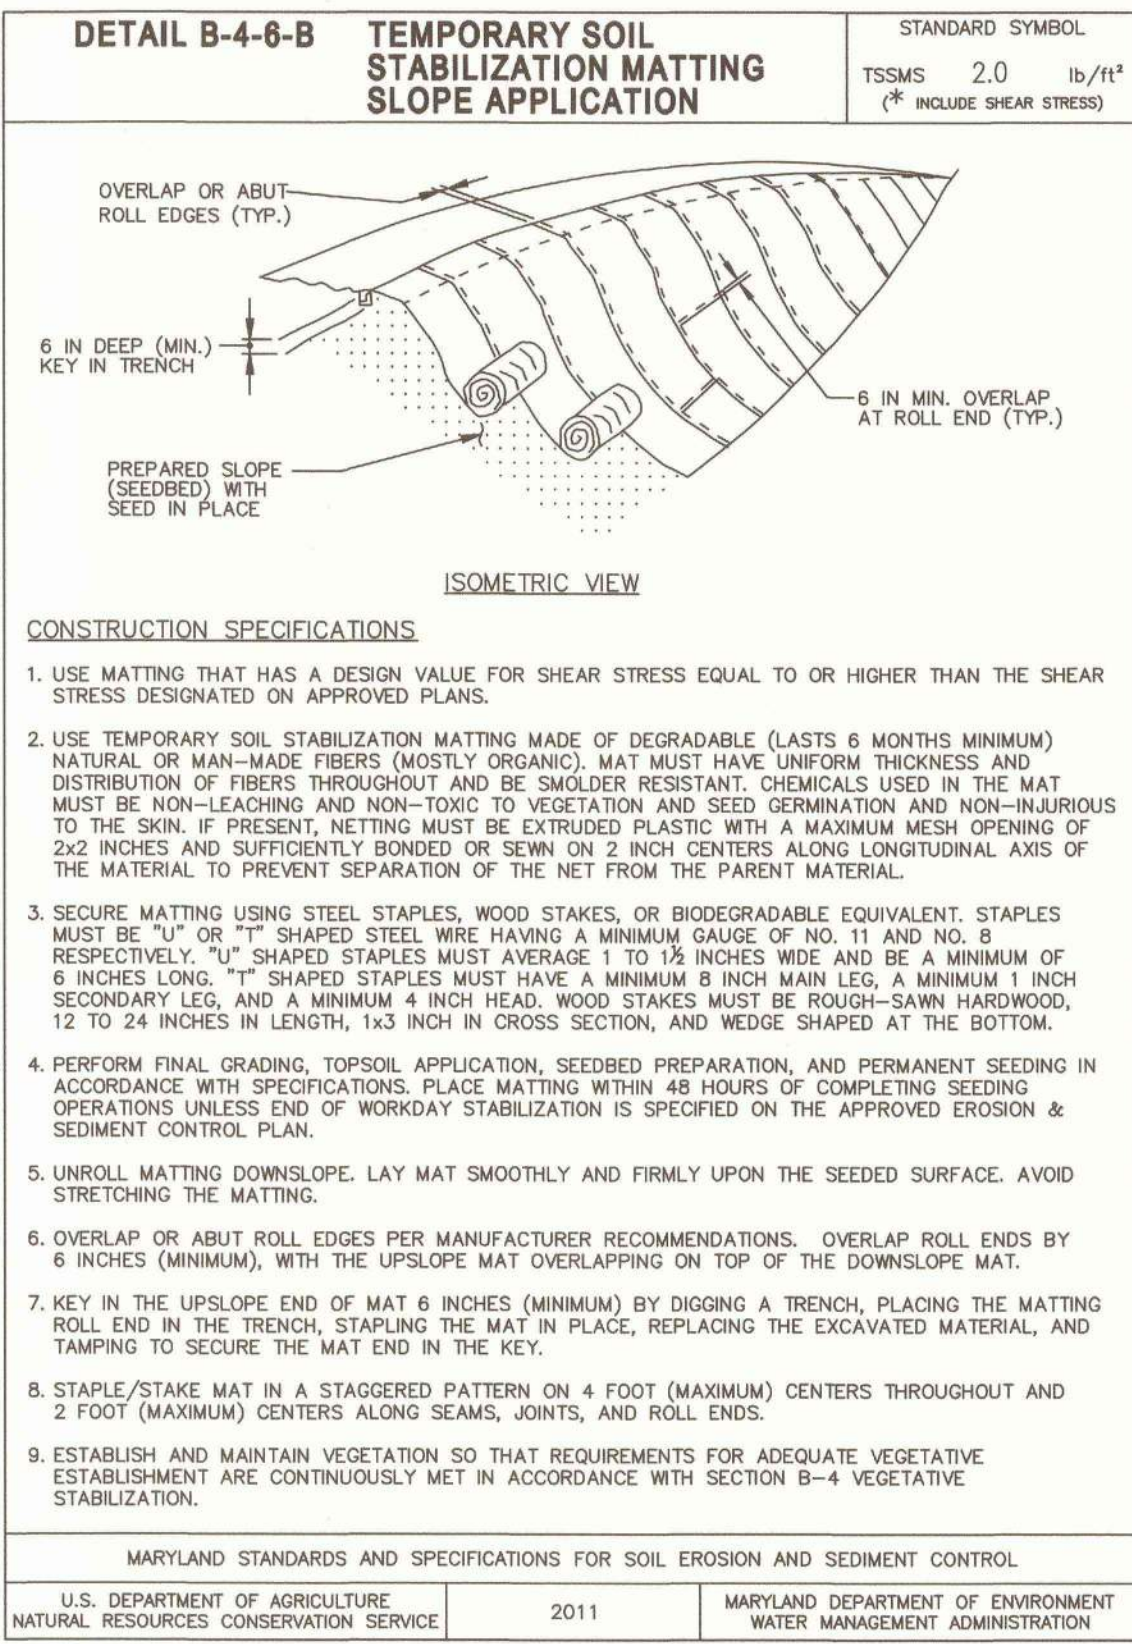 DETAIL B-4-6-B
TEMPORARY SOIL
STABILIZATION MATTING
SLOPE APPLICATION
STANDARD SYMBOL
TSSMS 2.0 lb/ft²
(* INCLUDE SHEAR STRESS)
OVERLAP OR ABUT
ROLL EDGES (TYP.)
6 IN DEEP (MIN.)
KEY IN TRENCH
6 IN MIN. OVERLAP
AT ROLL END (TYP.)
PREPARED SLOPE
(SEEDBED) WITH
SEED IN PLACE
ISOMETRIC VIEW
CONSTRUCTION SPECIFICATIONS
1. USE MATTING THAT HAS A DESIGN VALUE FOR SHEAR STRESS EQUAL TO OR HIGHER THAN THE SHEAR
STRESS DESIGNATED ON APPROVED PLANS.
2. USE TEMPORARY SOIL STABILIZATION MATTING MADE OF DEGRADABLE (LASTS 6 MONTHS MINIMUM)
NATURAL OR MAN-MADE FIBERS (MOSTLY ORGANIC). MAT MUST HAVE UNIFORM THICKNESS AND
DISTRIBUTION OF FIBERS THROUGHOUT AND BE SMOLDER RESISTANT. CHEMICALS USED IN THE MAT
MUST BE NON-LEACHING AND NON-TOXIC TO VEGETATION AND SEED GERMINATION AND NON-INJURIOUS
TO THE SKIN. IF PRESENT, NETTING MUST BE EXTRUDED PLASTIC WITH A MAXIMUM MESH OPENING OF
2x2 INCHES AND SUFFICIENTLY BONDED OR SEWN ON 2 INCH CENTERS ALONG LONGITUDINAL AXIS OF
THE MATERIAL TO PREVENT SEPARATION OF THE NET FROM THE PARENT MATERIAL.
3. SECURE MATTING USING STEEL STAPLES, WOOD STAKES, OR BIODEGRADABLE EQUIVALENT. STAPLES
MUST BE "U" OR "T" SHAPED STEEL WIRE HAVING A MINIMUM GAUGE OF NO. 11 AND NO. 8
RESPECTIVELY. "U" SHAPED STAPLES MUST AVERAGE 1 TO 1½ INCHES WIDE AND BE A MINIMUM OF
6 INCHES LONG. "T" SHAPED STAPLES MUST HAVE A MINIMUM 8 INCH MAIN LEG, A MINIMUM 1 INCH
SECONDARY LEG, AND A MINIMUM 4 INCH HEAD. WOOD STAKES MUST BE ROUGH-SAWN HARDWOOD,
12 TO 24 INCHES IN LENGTH, 1x3 INCH IN CROSS SECTION, AND WEDGE SHAPED AT THE BOTTOM.
4. PERFORM FINAL GRADING, TOPSOIL APPLICATION, SEEDBED PREPARATION, AND PERMANENT SEEDING IN
ACCORDANCE WITH SPECIFICATIONS. PLACE MATTING WITHIN 48 HOURS OF COMPLETING SEEDING
OPERATIONS UNLESS END OF WORKDAY STABILIZATION IS SPECIFIED ON THE APPROVED EROSION &
SEDIMENT CONTROL PLAN.
5. UNROLL MATTING DOWNSLOPE. LAY MAT SMOOTHLY AND FIRMLY UPON THE SEEDED SURFACE. AVOID
STRETCHING THE MATTING.
6. OVERLAP OR ABUT ROLL EDGES PER MANUFACTURER RECOMMENDATIONS. OVERLAP ROLL ENDS BY
6 INCHES (MINIMUM), WITH THE UPSLOPE MAT OVERLAPPING ON TOP OF THE DOWNSLOPE MAT.
7. KEY IN THE UPSLOPE END OF MAT 6 INCHES (MINIMUM) BY DIGGING A TRENCH, PLACING THE MATTING
ROLL END IN THE TRENCH, STAPLING THE MAT IN PLACE, REPLACING THE EXCAVATED MATERIAL, AND
TAMPING TO SECURE THE MAT END IN THE KEY.
8. STAPLE/STAKE MAT IN A STAGGERED PATTERN ON 4 FOOT (MAXIMUM) CENTERS THROUGHOUT AND
2 FOOT (MAXIMUM) CENTERS ALONG SEAMS, JOINTS, AND ROLL ENDS.
9. ESTABLISH AND MAINTAIN VEGETATION SO THAT REQUIREMENTS FOR ADEQUATE VEGETATIVE
ESTABLISHMENT ARE CONTINUOUSLY MET IN ACCORDANCE WITH SECTION B-4 VEGETATIVE
STABILIZATION.
MARYLAND STANDARDS AND SPECIFICATIONS FOR SOIL EROSION AND SEDIMENT CONTROL
U.S. DEPARTMENT OF AGRICULTURE
NATURAL RESOURCES CONSERVATION SERVICE
2011
MARYLAND DEPARTMENT OF ENVIRONMENT
WATER MANAGEMENT ADMINISTRATION